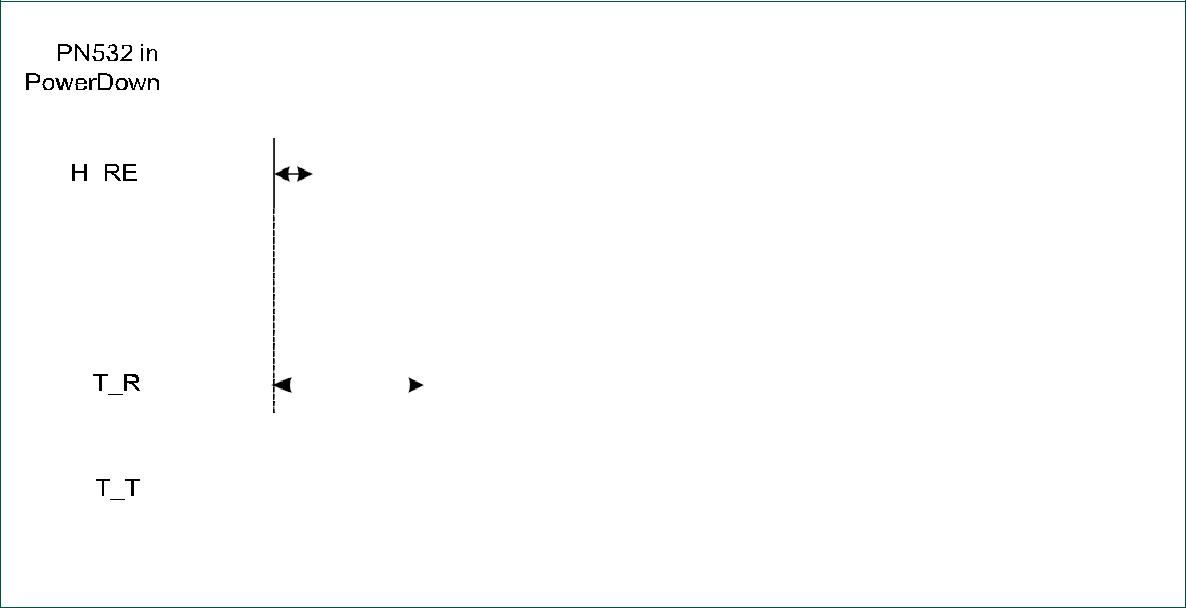 PN532 in
PowerDown
H RE
T_R
T_T